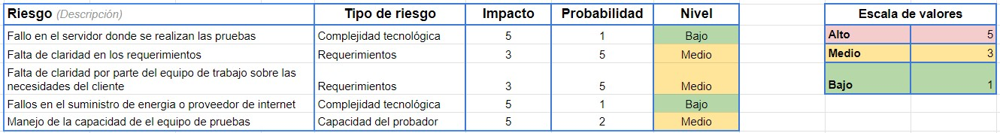 Riesgo (Descripción) Tipo de riesgo Impacto Probabilidad Nivel Escala de valores
Fallo en el servidor donde se realizan las pruebas Complejidad tecnológica 5 1 Bajo Alto 5
Falta de claridad en los requerimientos Requerimientos 3 5 Medio Medio 3
Falta de claridad por parte del equipo de trabajo sobre las
necesidades del cliente Requerimientos 3 5 Medio Bajo 1
Fallos en el suministro de energia o proveedor de internet Complejidad tecnológica 5 1 Bajo
Manejo de la capacidad de el equipo de pruebas Capacidad del probador 5 2 Medio